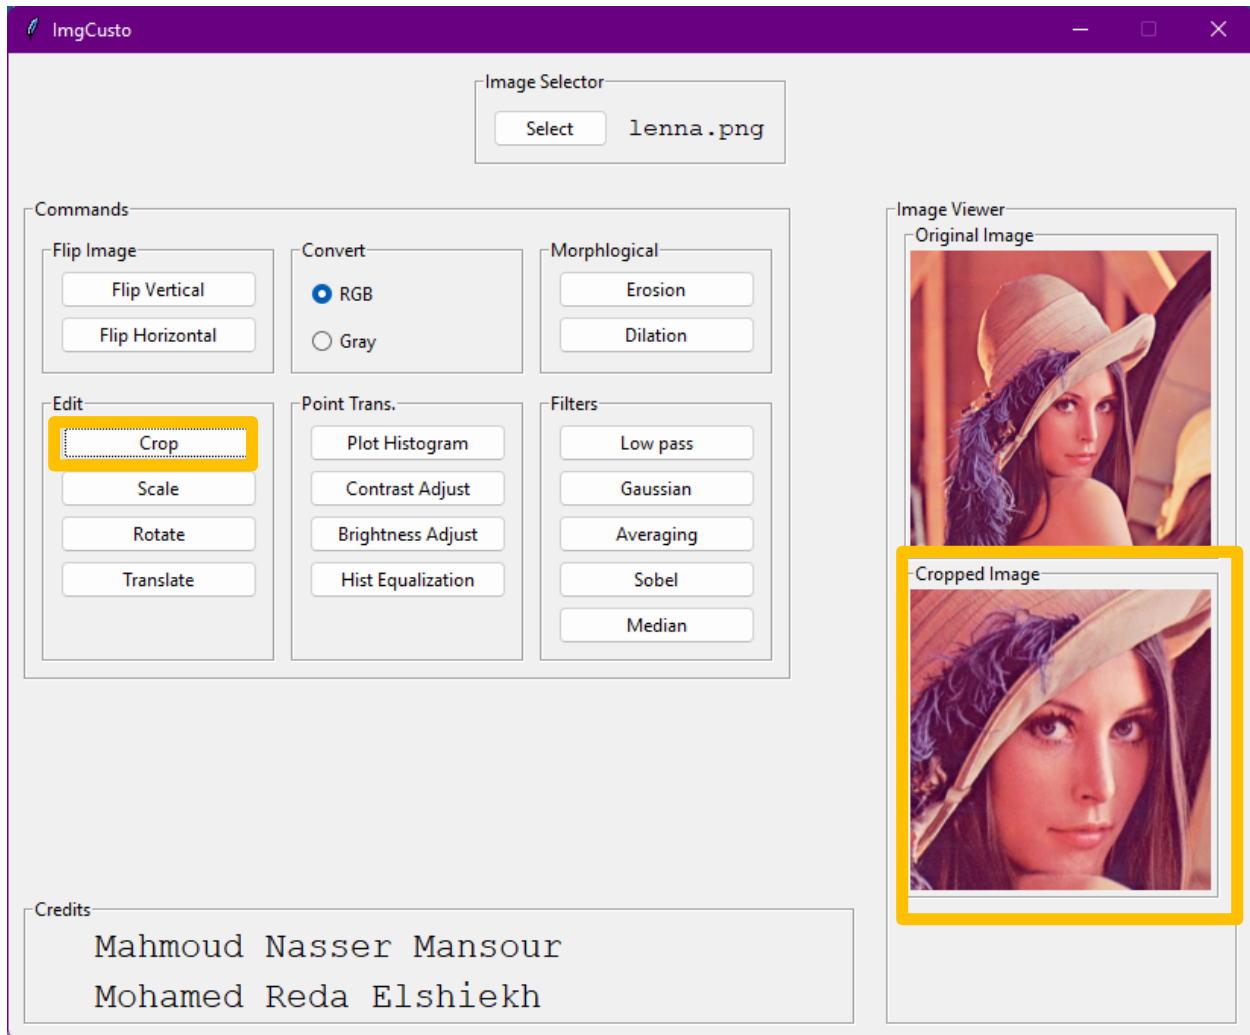 ImgCusto
Image Selector
Select lenna.png
Commands
Flip Image
Flip Vertical
Flip Horizontal
Convert
RGB
Gray
Morphlogical
Erosion
Dilation
Edit
Crop
Scale
Rotate
Translate
Point Trans.
Plot Histogram
Contrast Adjust
Brightness Adjust
Hist Equalization
Filters
Low pass
Gaussian
Averaging
Sobel
Median
Image Viewer
Original Image
Cropped Image
Credits
Mahmoud Nasser Mansour
Mohamed Reda Elshiekh